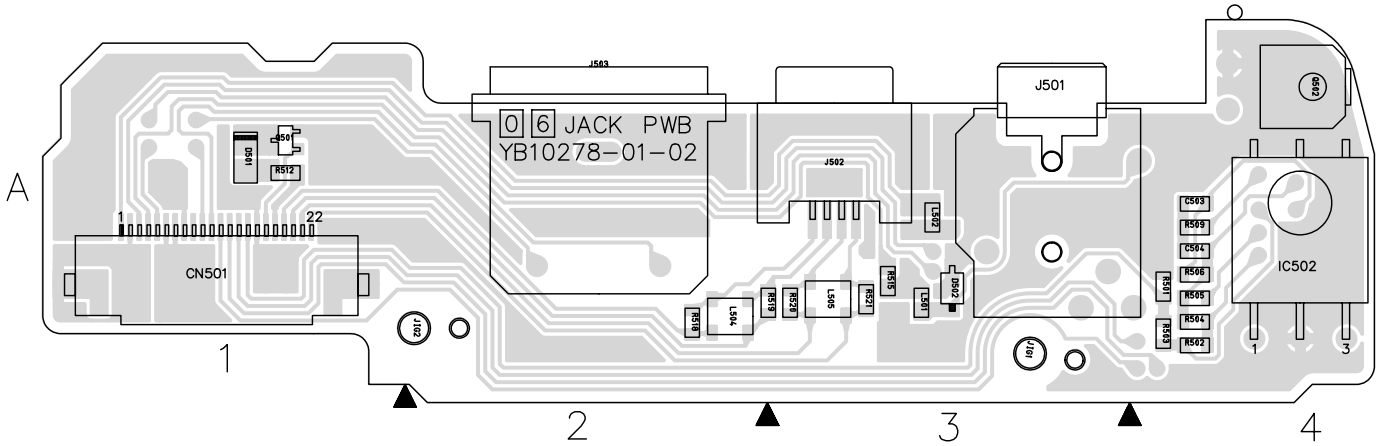 J503
J501
Q502
0 6 JACK PWB
YB10278-01-02
Q501
D501
R512
J502
A
1
22
CN501
L502
C503
R509
C504
R506
R505
R504
R502
R501
R503
IC502
R515
D502
L501
L505
R521
R519
R520
L504
R518
JIG2
JIG1
1
3
1
2
3
4